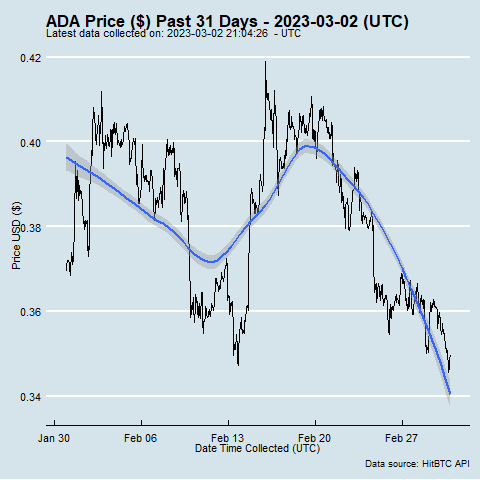 ADA Price ($) Past 31 Days - 2023-03-02 (UTC)
Latest data collected on: 2023-03-02 21:04:26 - UTC
0.42
0.40
0.38
0.36
0.34
Price USD ($)
Jan 30 Feb 06 Feb 13 Feb 20 Feb 27
Date Time Collected (UTC)
Data source: HitBTC API